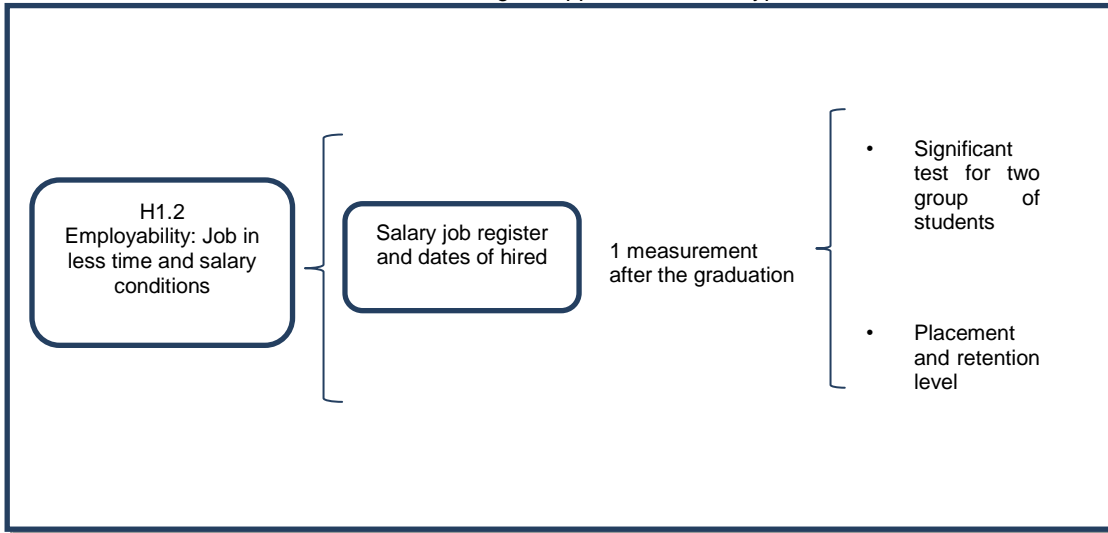 H1.2
Employability: Job in
less time and salary
conditions
Salary job register
and dates of hired
1 measurement
after the graduation
• Significant
test for two
group of
students
• Placement
and retention
level